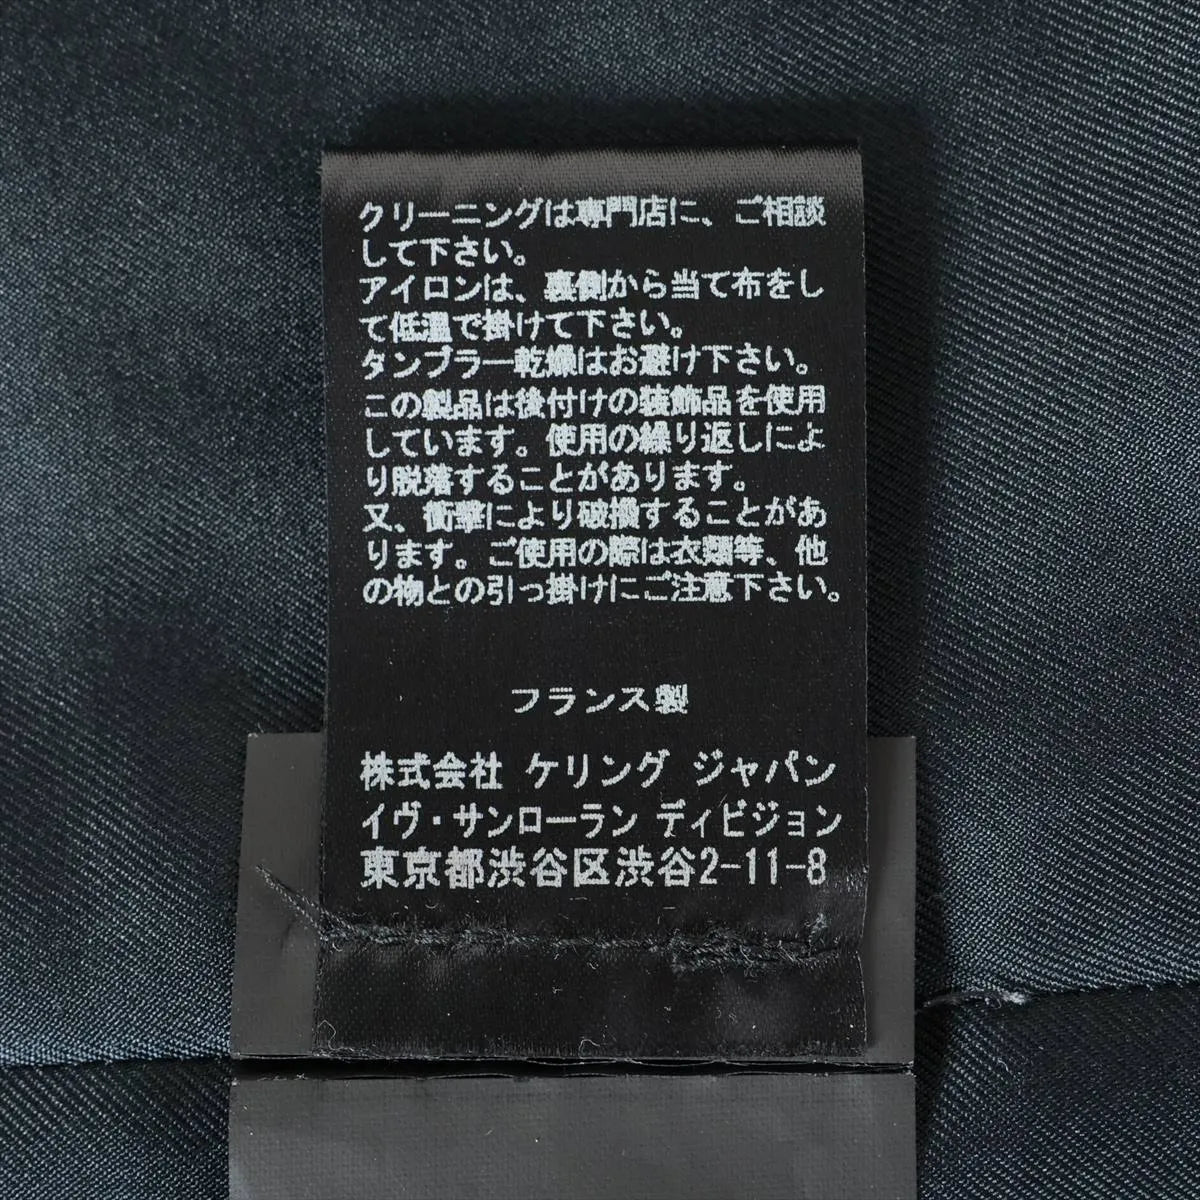 クリーニングは専門店に、ご相談
して下さい。
アイロンは、裏側から当て布をし
て低温で掛けて下さい。
タンブラー乾燥はお避け下さい。
この製品は後付けの装飾品を使用
しています。使用の繰り返しによ
り脱落することがあります。
又、衝撃により破損することがあ
ります。ご使用の際は衣類等、他
の物との引っ掛けにご注意下さい。
フランス製
株式会社 ケリング ジャパン
イヴ・サンローラン ディビジョン
東京都渋谷区渋谷2-11-8